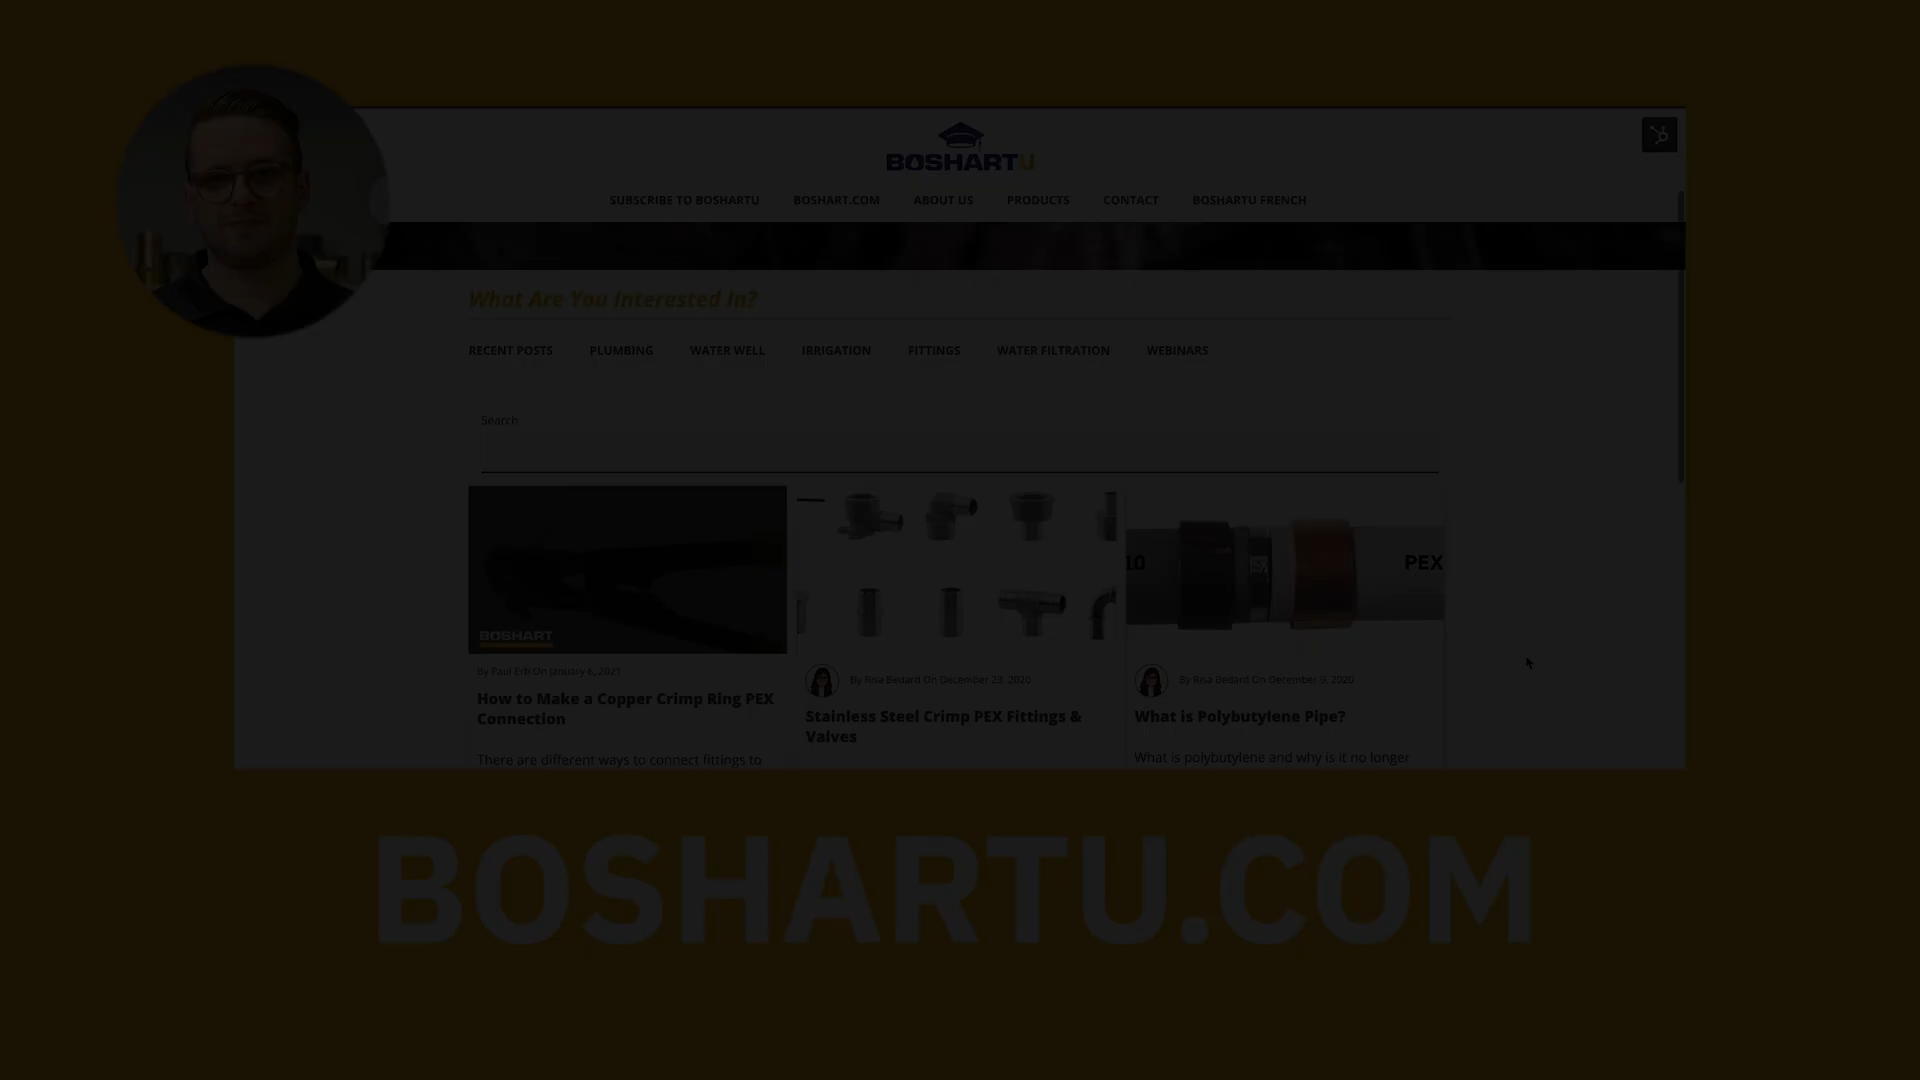 BOSHARTU
SUBSCRIBE TO BOSHARTU BOSHART.COM ABOUT US PRODUCTS CONTACT BOSHARTU FRENCH
What Are You Interested In?
RECENT POSTS PLUMBING WATER WELL IRRIGATION FITTINGS WATER FILTRATION WEBINARS
Search
10 PEX
BOSHART
By Paul Erb On January 6, 2021
How to Make a Copper Crimp Ring PEX
Connection
There are different ways to connect fittings to
By Risa Bedard On December 23, 2020
Stainless Steel Crimp PEX Fittings &
Valves
By Risa Bedard On December 9, 2020
What is Polybutylene Pipe?
What is polybutylene and why is it no longer
BOSHARTU.COM